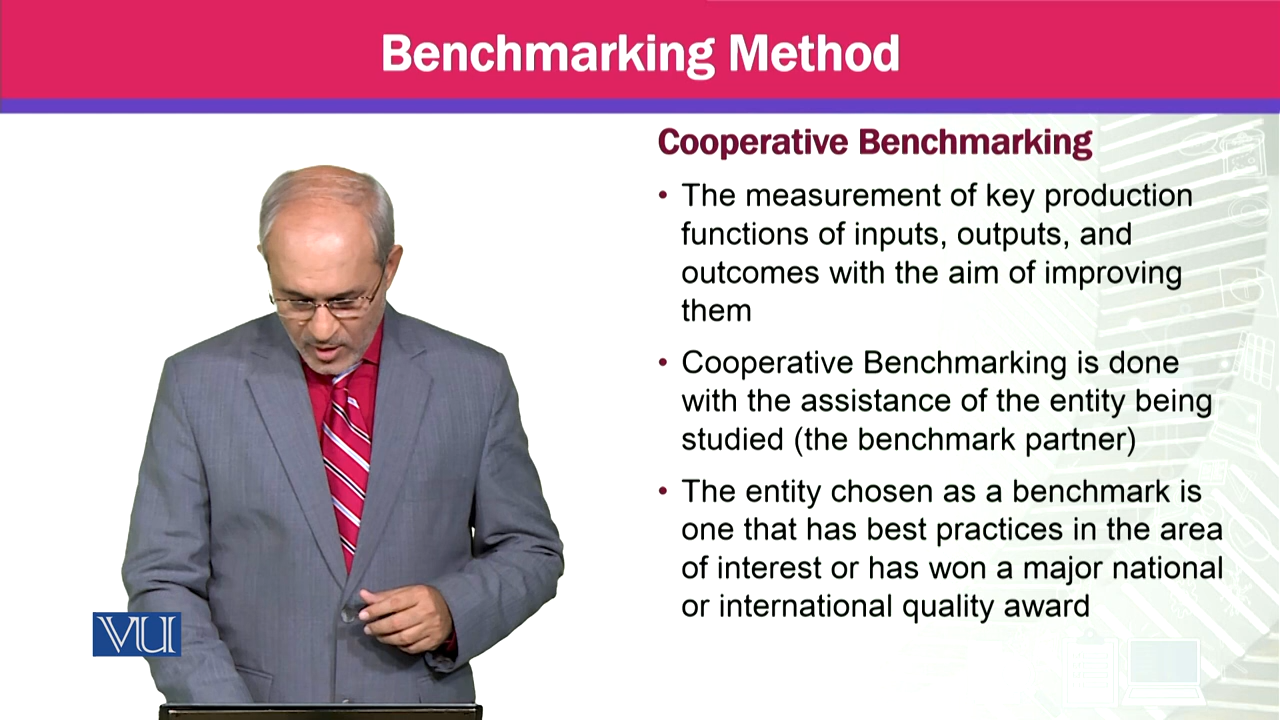 Benchmarking Method
Cooperative Benchmarking
• The measurement of key production
functions of inputs, outputs, and
outcomes with the aim of improving
them
• Cooperative Benchmarking is done
with the assistance of the entity being
studied (the benchmark partner)
• The entity chosen as a benchmark is
one that has best practices in the area
of interest or has won a major national
or international quality award
VU